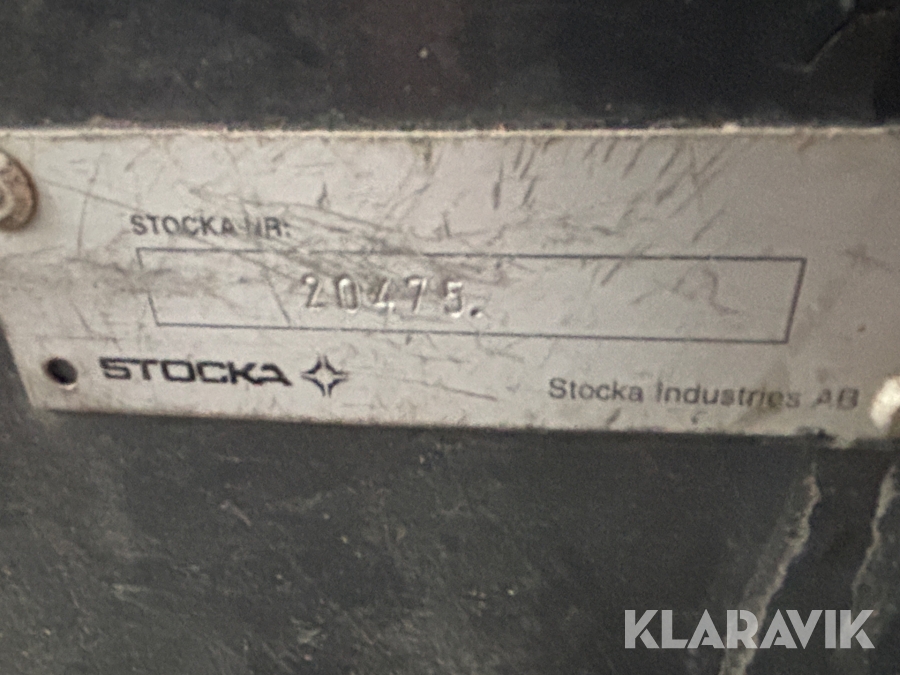 STOCKA NR:
20475.
STOCKA
Stocka Industries AB
KLARAVIK